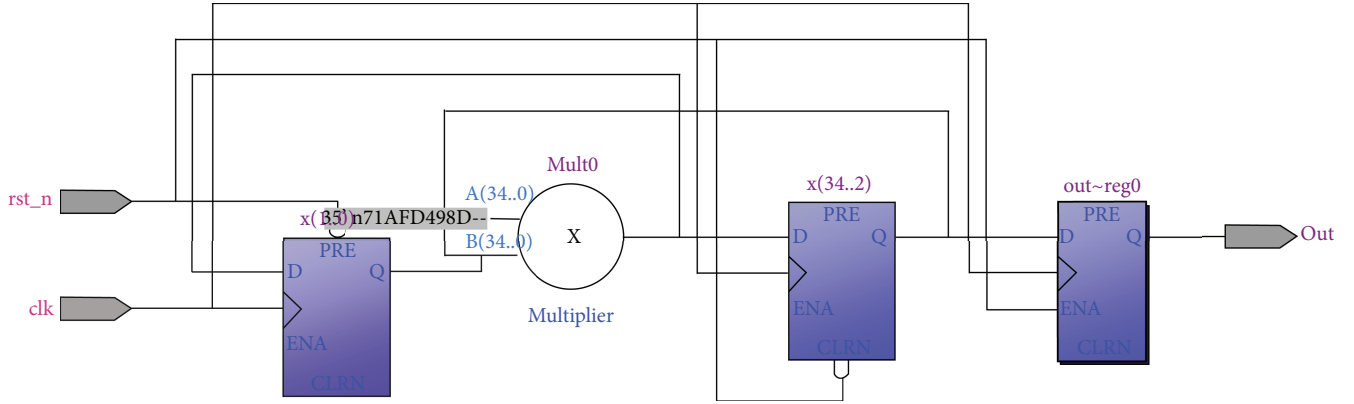 Mult0
A(34..0)
x(34..2)
out~reg0
rst_n
35'h71AFD498D--
PRE
PRE
PRE
B(34..0)
X
D
Q
D
Q
Out
D
Q
clk
Multiplier
ENA
ENA
ENA
CLRN
CLRN
CLRN